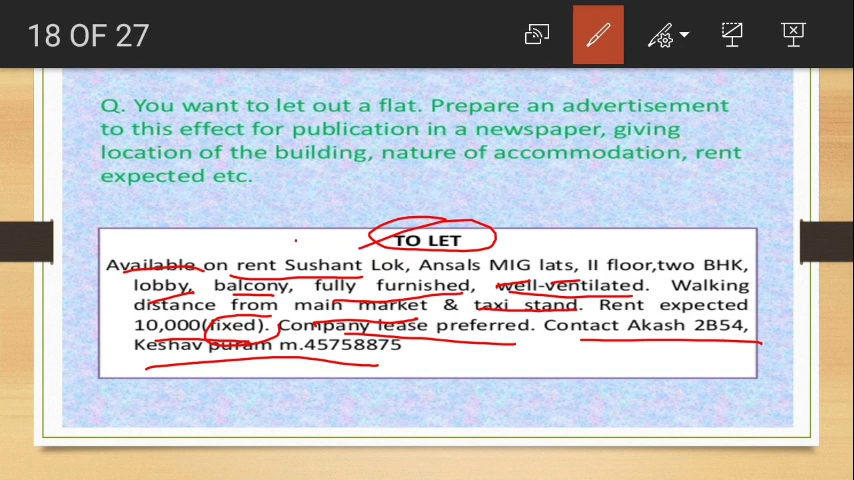 18 OF 27
Q. You want to let out a flat. Prepare an advertisement
to this effect for publication in a newspaper, giving
location of the building, nature of accommodation, rent
expected etc.
TO LET
Available on rent Sushant Lok, Ansals MIG lats, II floor,two BHK,
lobby, balcony, fully furnished, well-ventilated. Walking
distance from main market & taxi stand. Rent expected
10,000(fixed). Company lease preferred. Contact Akash 2B54,
Keshav puram m.45758875